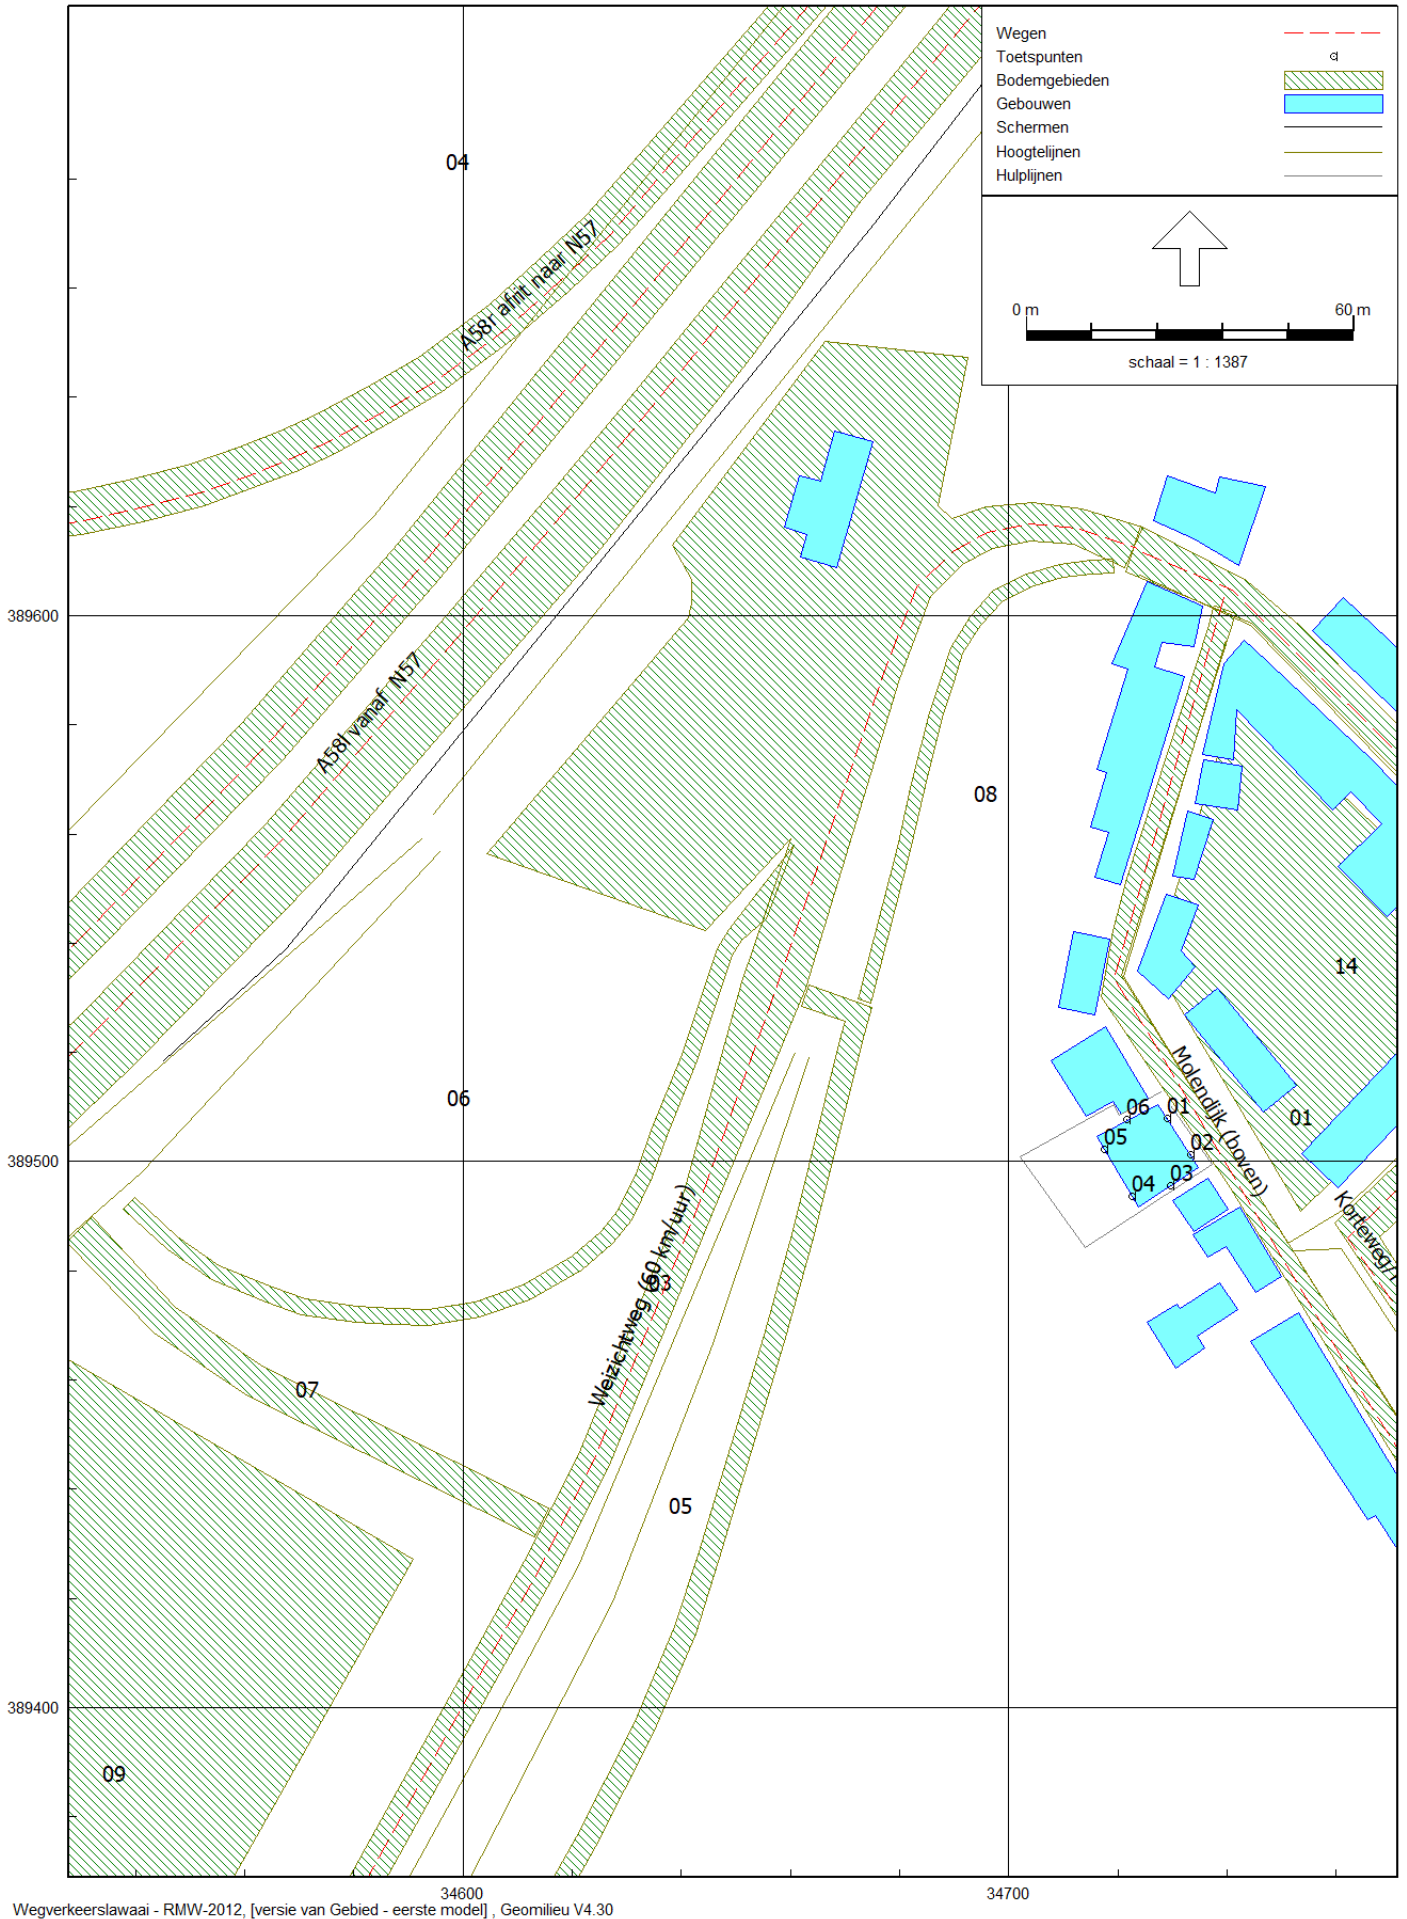 Wegen
Toetspunten
Bodemgebieden
Gebouwen
Schermen
Hoogtelijnen
Hulplijnen
0 m 60 m
schaal = 1 : 1387
04
A58r afrit naar N57
389600
A58l vanaf N57
08
14
06
Molendijk (boven)
01
06 01
05 02
389500
04 03
Korteweg/
Weizichtweg (60 km/uur)
03
07
05
389400
09
34600 34700
Wegverkeerslawaai - RMW-2012, [versie van Gebied - eerste model] , Geomilieu V4.30